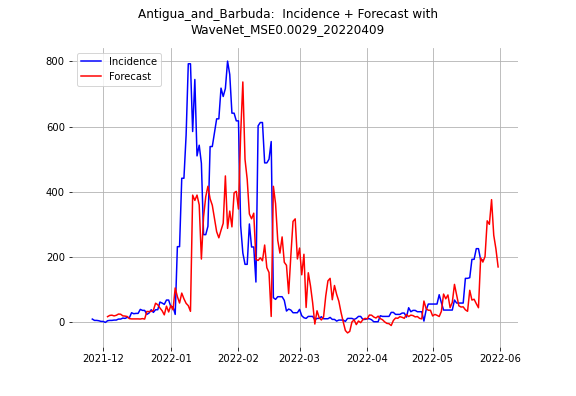 Antigua_and_Barbuda:  Incidence + Forecast with
WaveNet_MSE0.0029_20220409
Incidence
Forecast
800
600
400
200
0
2021-12 2022-01 2022-02 2022-03 2022-04 2022-05 2022-06